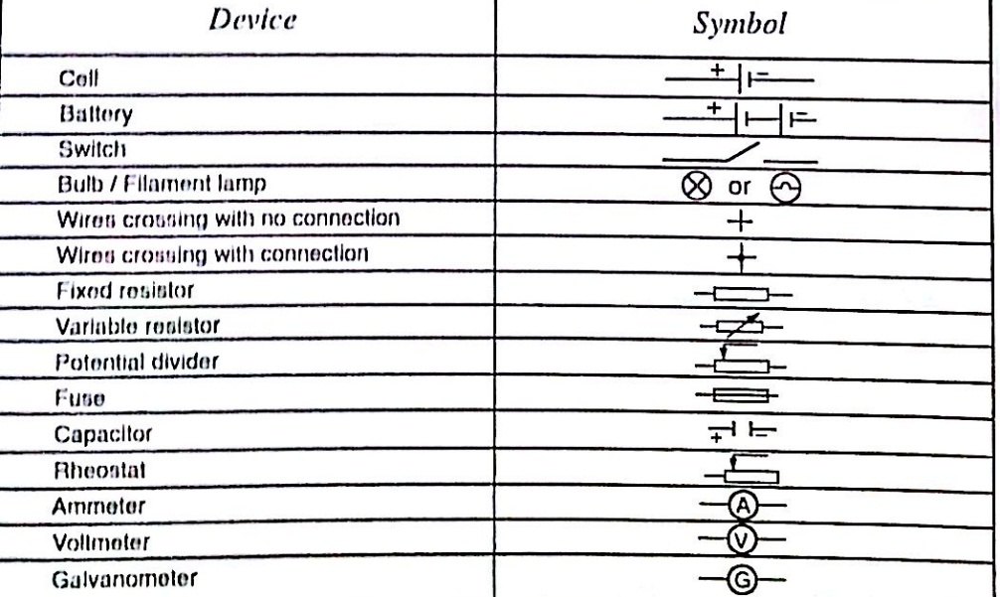 Device Symbol
Cell + -
Battery + -
Switch
Bulb / Filament lamp or
Wires crossing with no connection
Wires crossing with connection
Fixed resistor
Variable resistor
Potential divider
Fuse
Capacitor + -
Rheostat
Ammeter A
Voltmeter V
Galvanometer G